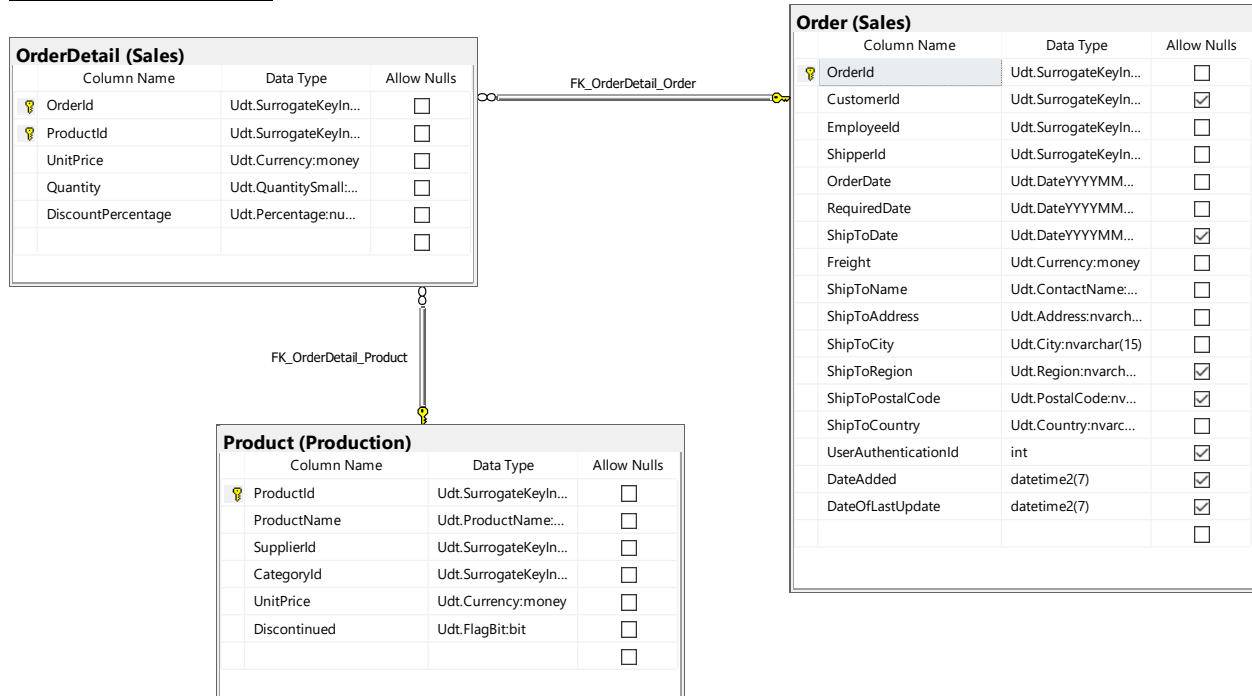 OrderDetail (Sales)
Column Name Data Type Allow Nulls
OrderId Udt.SurrogateKeyIn...
ProductId Udt.SurrogateKeyIn...
UnitPrice Udt.Currency:money
Quantity Udt.QuantitySmall:...
DiscountPercentage Udt.Percentage:nu...
FK_OrderDetail_Order
Order (Sales)
Column Name Data Type Allow Nulls
OrderId Udt.SurrogateKeyIn...
CustomerId Udt.SurrogateKeyIn...
EmployeeId Udt.SurrogateKeyIn...
ShipperId Udt.SurrogateKeyIn...
OrderDate Udt.DateYYYYMM...
RequiredDate Udt.DateYYYYMM...
ShipToDate Udt.DateYYYYMM...
Freight Udt.Currency:money
ShipToName Udt.ContactName:...
ShipToAddress Udt.Address:nvarch...
ShipToCity Udt.City:nvarchar(15)
ShipToRegion Udt.Region:nvarch...
ShipToPostalCode Udt.PostalCode:nv...
ShipToCountry Udt.Country:nvarc...
UserAuthenticationId int
DateAdded datetime2(7)
DateOfLastUpdate datetime2(7)
FK_OrderDetail_Product
Product (Production)
Column Name Data Type Allow Nulls
ProductId Udt.SurrogateKeyIn...
ProductName Udt.ProductName:...
SupplierId Udt.SurrogateKeyIn...
CategoryId Udt.SurrogateKeyIn...
UnitPrice Udt.Currency:money
Discontinued Udt.FlagBit:bit